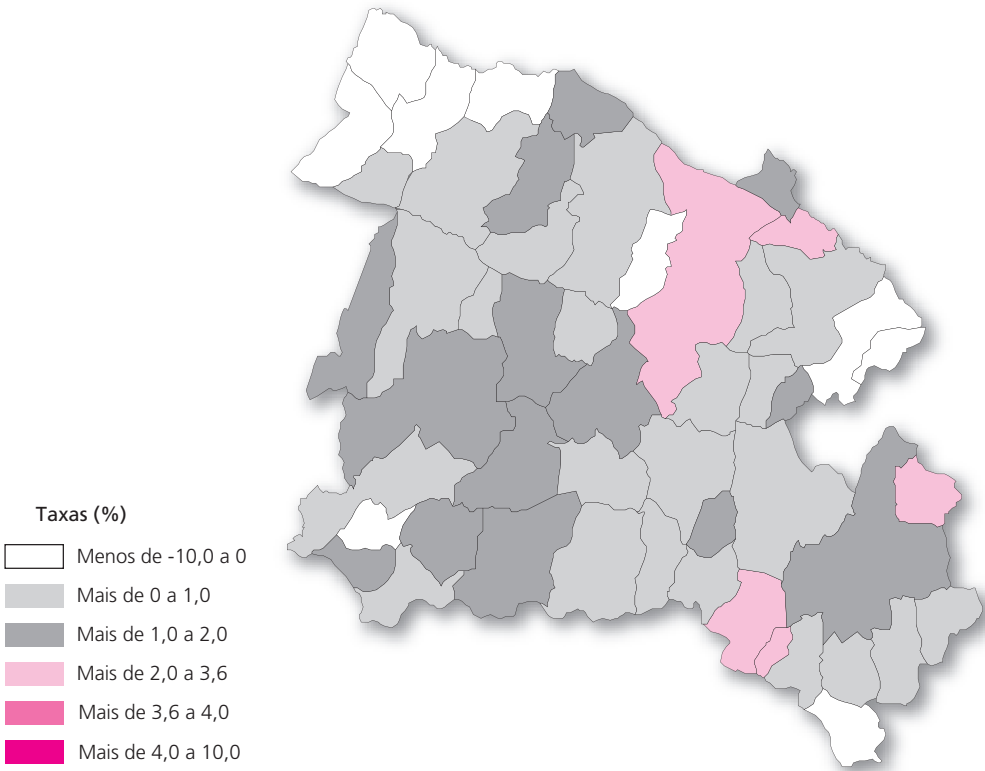 Taxas (%)
Menos de -10,0 a 0
Mais de 0 a 1,0
Mais de 1,0 a 2,0
Mais de 2,0 a 3,6
Mais de 3,6 a 4,0
Mais de 4,0 a 10,0